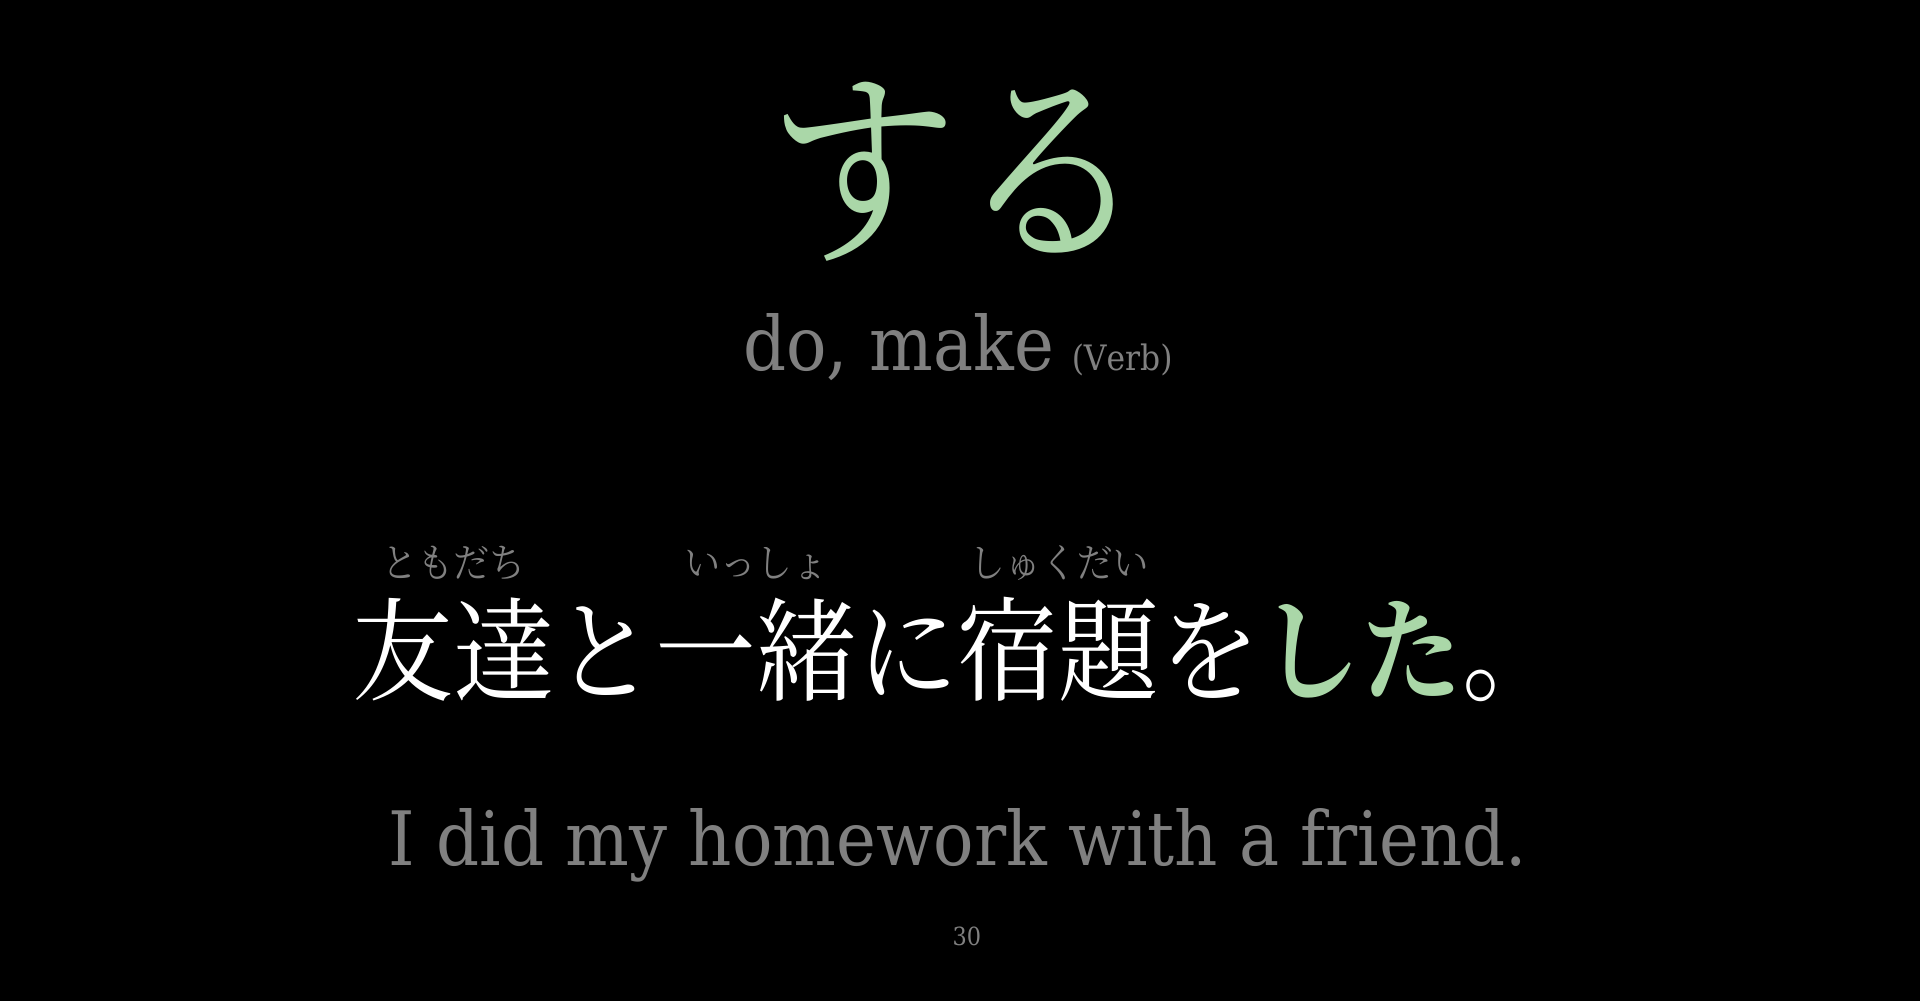 する
do, make (Verb)
ともだち いっしょ しゅくだい
友達と一緒に宿題をした。
I did my homework with a friend.
30